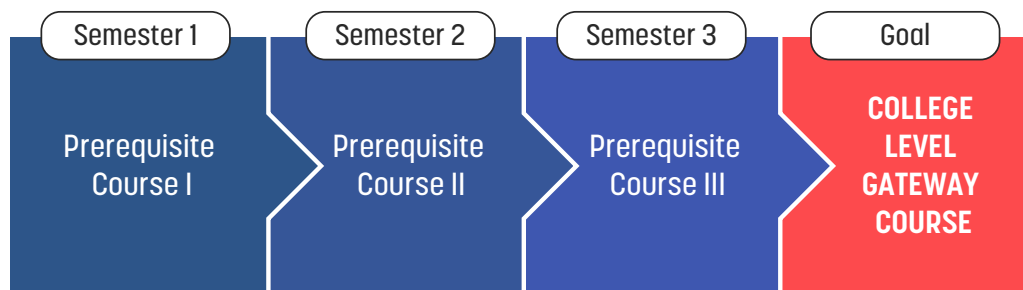 Semester 1
Semester 2
Semester 3
Goal
Prerequisite
Course I
Prerequisite
Course II
Prerequisite
Course III
COLLEGE
LEVEL
GATEWAY
COURSE